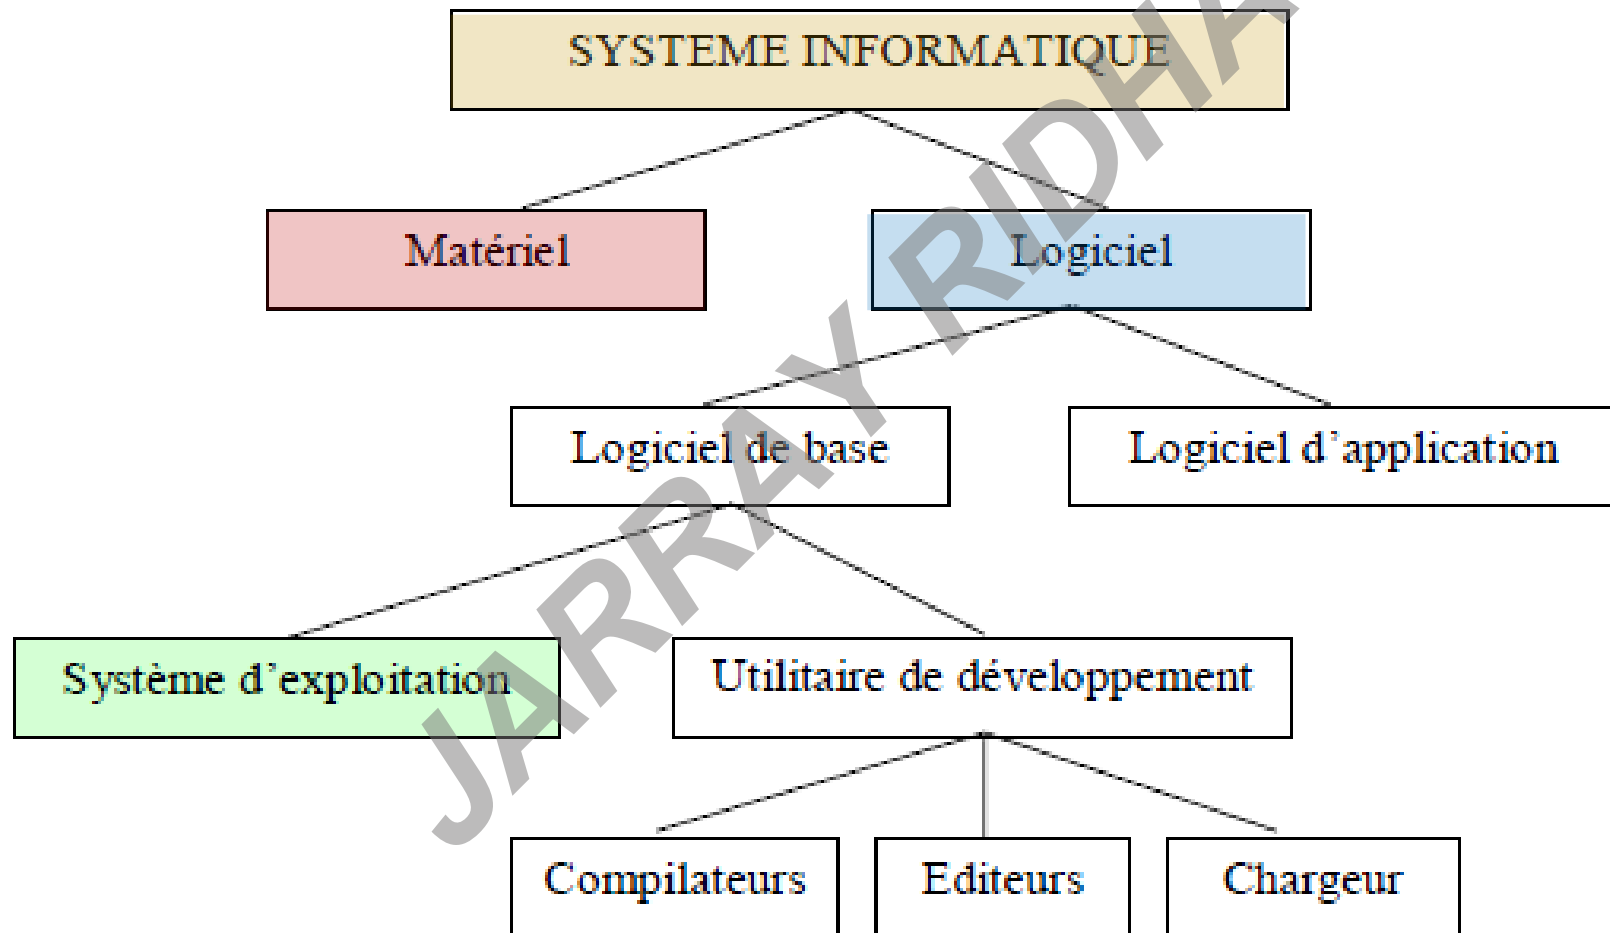 SYSTEME INFORMATIQUE
Matériel
Logiciel
Logiciel de base
Logiciel d’application
Système d’exploitation
Utilitaire de développement
Compilateurs
Editeurs
Chargeur
JARRAY RIDHA